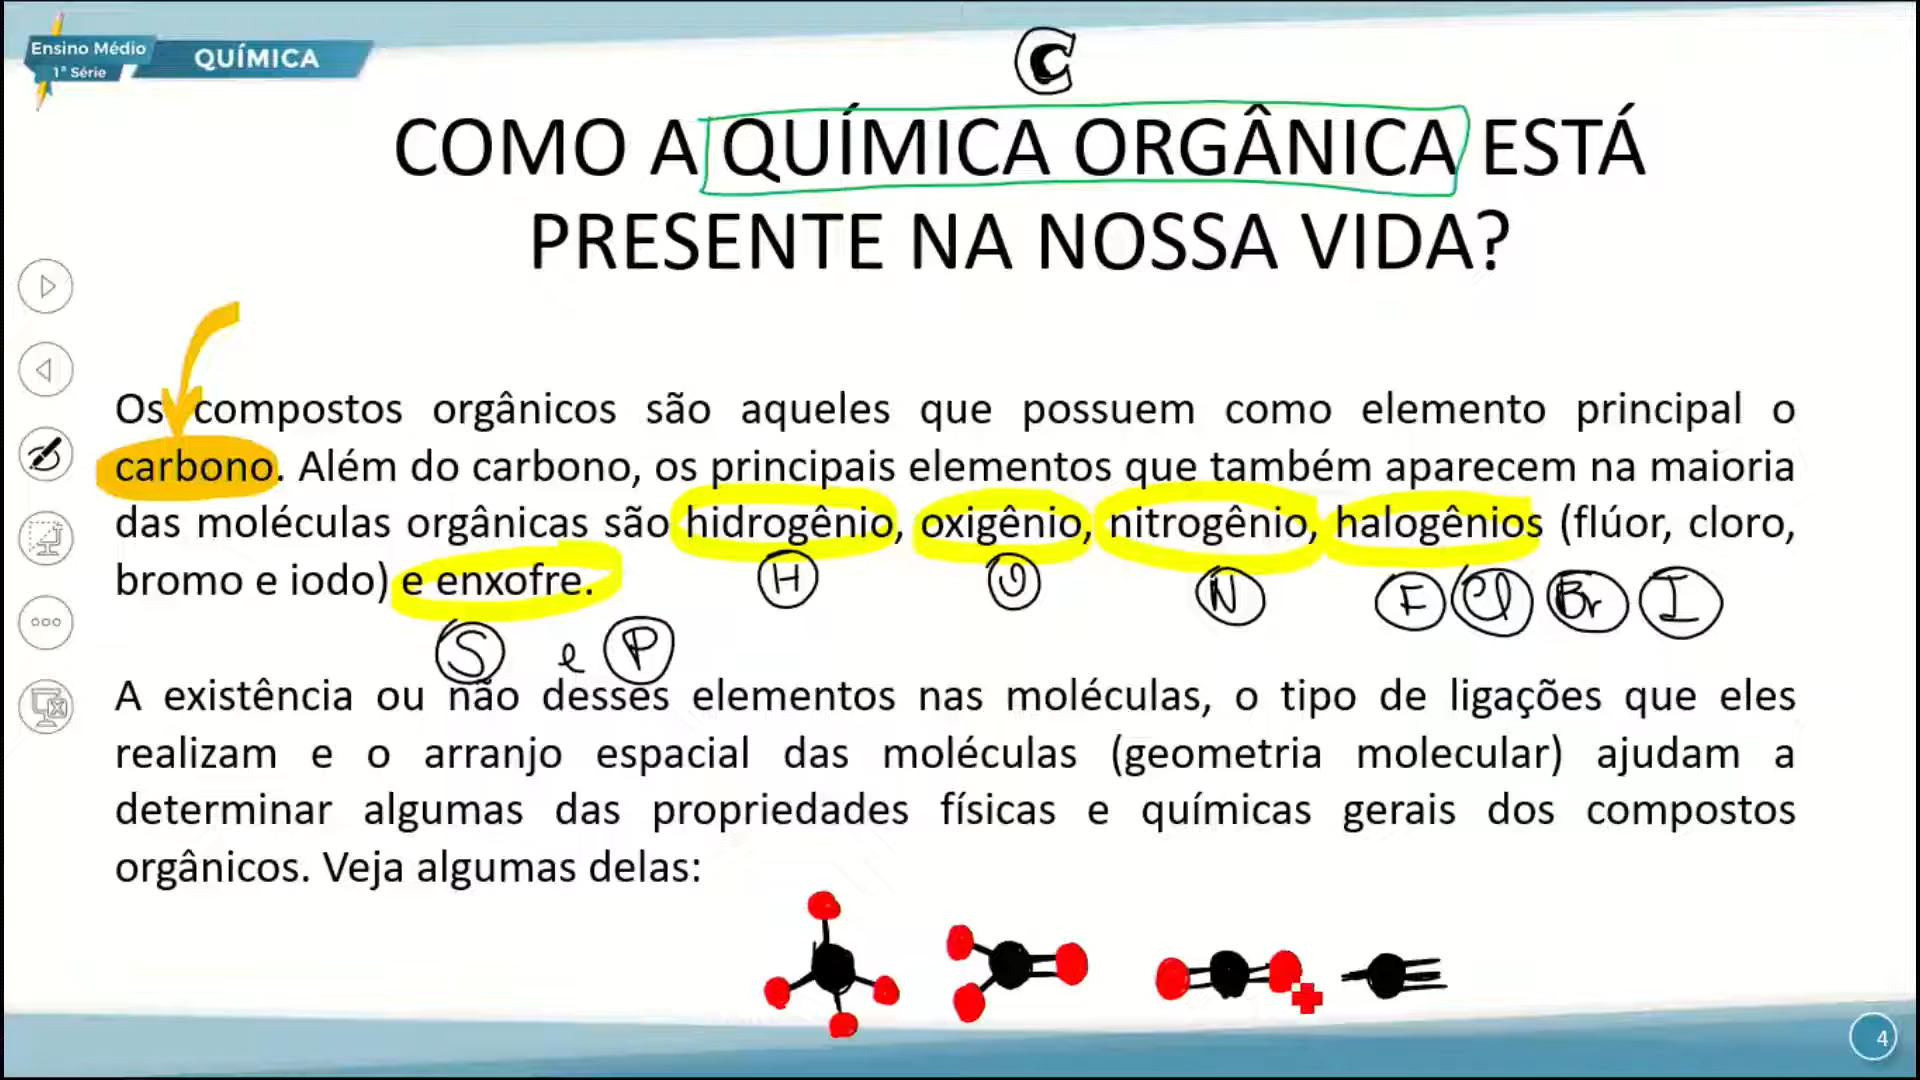 Ensino Médio
1ª Série
QUÍMICA
C
COMO A QUÍMICA ORGÂNICA ESTÁ
PRESENTE NA NOSSA VIDA?
Os compostos orgânicos são aqueles que possuem como elemento principal o
carbono. Além do carbono, os principais elementos que também aparecem na maioria
das moléculas orgânicas são hidrogênio, oxigênio, nitrogênio, halogênios (flúor, cloro,
bromo e iodo) e enxofre.
H O N F Cl Br I
S e P
A existência ou não desses elementos nas moléculas, o tipo de ligações que eles
realizam e o arranjo espacial das moléculas (geometria molecular) ajudam a
determinar algumas das propriedades físicas e químicas gerais dos compostos
orgânicos. Veja algumas delas:
4